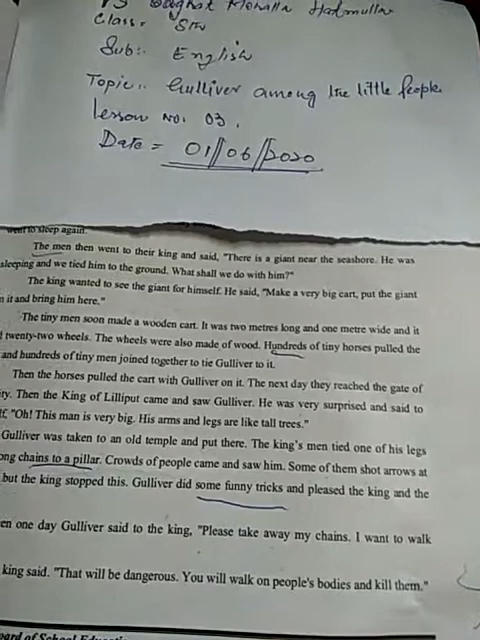 Class:
Sub:- English
Topic:- Gulliver among the little People
Lesson No. 03.
Date = 01//06//2020
went to sleep again.
The men then went to their king and said, "There is a giant near the seashore. He was
sleeping and we tied him to the ground. What shall we do with him?"
The king wanted to see the giant for himself. He said, "Make a very big cart, put the giant
it and bring him here."
The tiny men soon made a wooden cart. It was two metres long and one metre wide and it
twenty-two wheels. The wheels were also made of wood. Hundreds of tiny horses pulled the
and hundreds of tiny men joined together to tie Gulliver to it.
Then the horses pulled the cart with Gulliver on it. The next day they reached the gate of
ty. Then the King of Lilliput came and saw Gulliver. He was very surprised and said to
"Oh! This man is very big. His arms and legs are like tall trees."
Gulliver was taken to an old temple and put there. The king's men tied one of his legs
ong chains to a pillar. Crowds of people came and saw him. Some of them shot arrows at
but the king stopped this. Gulliver did some funny tricks and pleased the king and the
en one day Gulliver said to the king, "Please take away my chains. I want to walk
king said. "That will be dangerous. You will walk on people's bodies and kill them."
oard of School